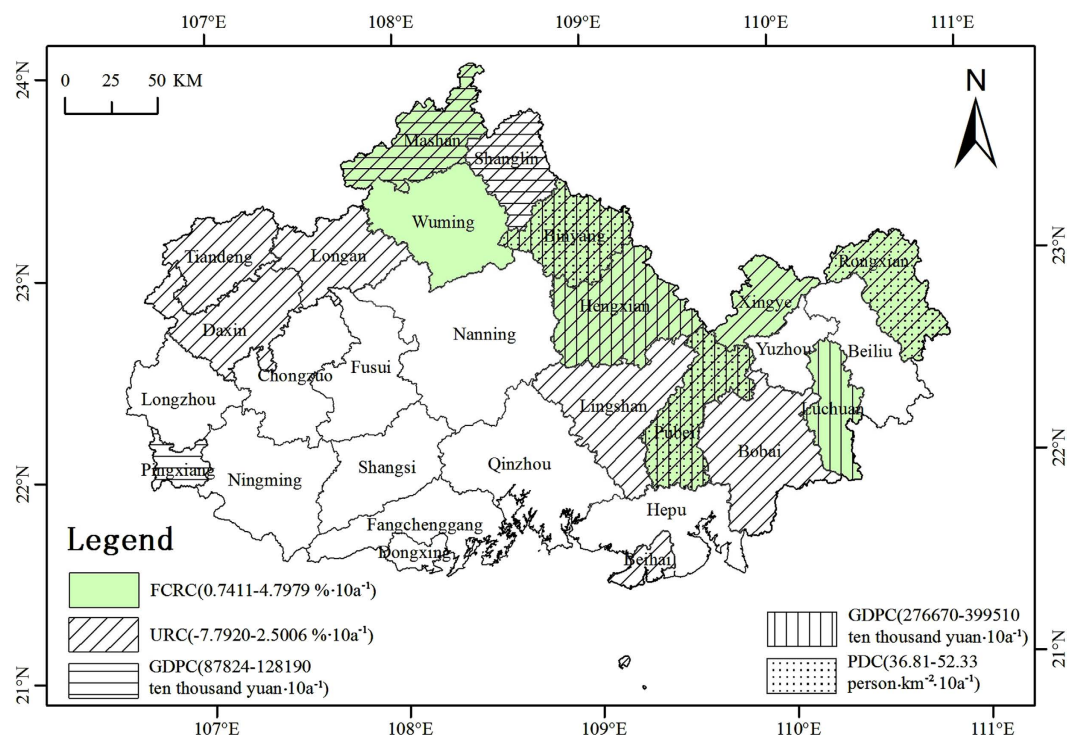 107°E 108°E 109°E 110°E 111°E
24°N
0 25 50 KM
N
Mashan
Shanglin
Wuming
Binyang
Tiandeng
Longan
Rongxian
23°N
23°N
Hengxian
Xingye
Daxin
Nanning
Yuzhou
Beiliu
Fusui
Chongzuo
Longzhou
Lingshan
Luchuan
Pubei
Bobai
22°N
Pingxiang
Shangsi
Qinzhou
Ningming
22°N
Hepu
Fangchenggang
Dongxing
Beihai
Legend
FCRC(0.7411-4.7979 %·10a⁻¹)
URC(-7.7920-2.5006 %·10a⁻¹)
GDPC(87824-128190
ten thousand yuan·10a⁻¹)
GDPC(276670-399510
ten thousand yuan·10a⁻¹)
PDC(36.81-52.33
person·km⁻²·10a⁻¹)
21°N
21°N
107°E 108°E 109°E 110°E 111°E